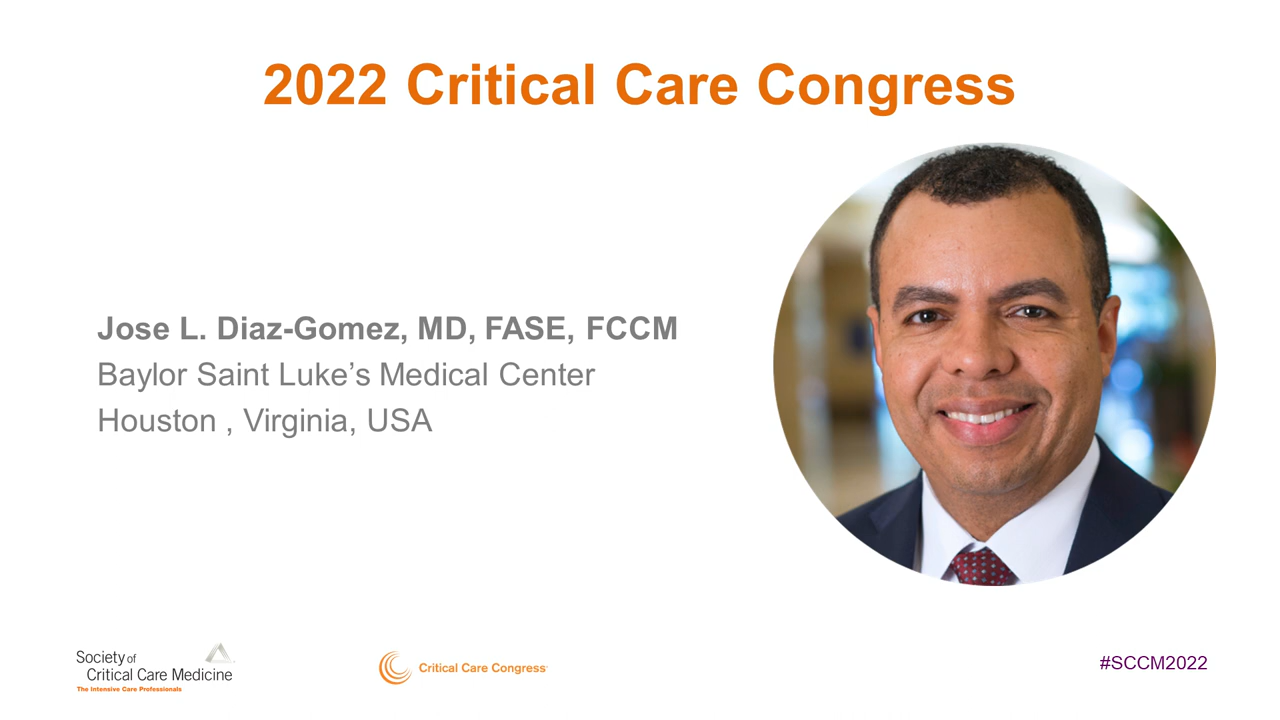 2022 Critical Care Congress
Jose L. Diaz-Gomez, MD, FASE, FCCM
Baylor Saint Luke’s Medical Center
Houston , Virginia, USA
Society of
Critical Care Medicine
The Intensive Care Professionals
Critical Care Congress
#SCCM2022